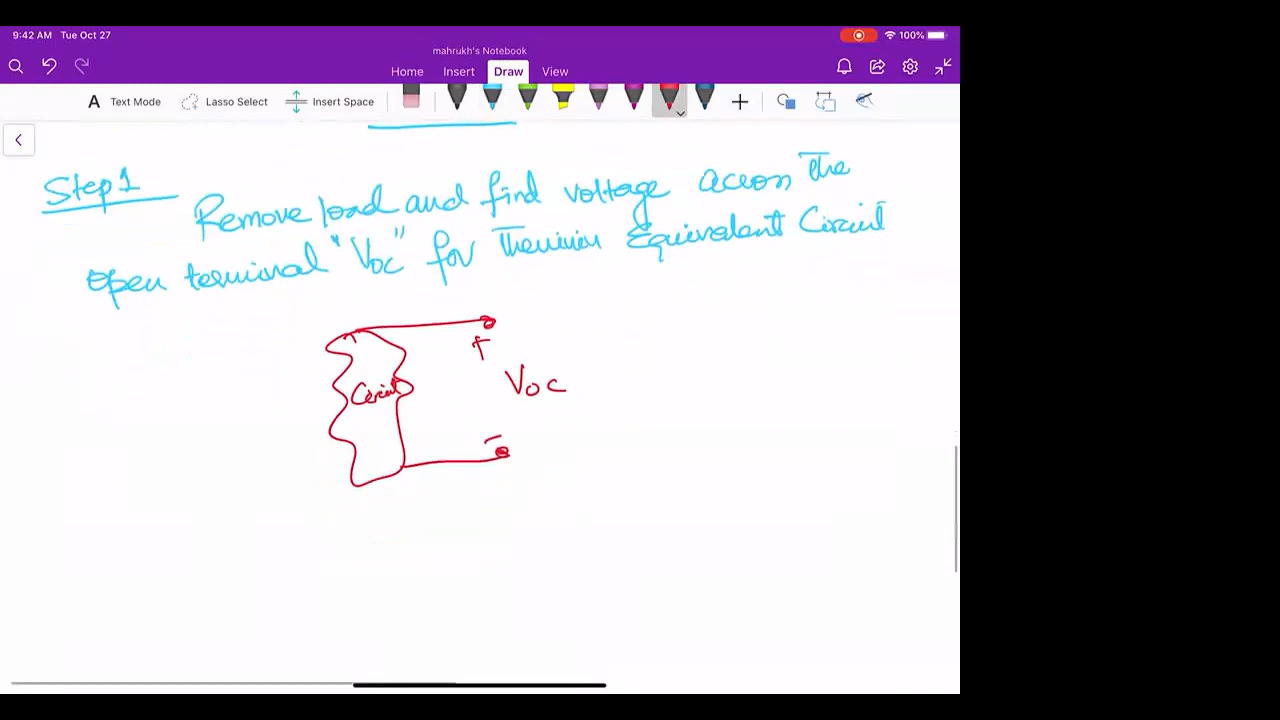 9:42 AM Tue Oct 27
100%
mahrukh's Notebook
Home Insert Draw View
A Text Mode Lasso Select Insert Space
Step 1
Remove load and find voltage across the
open terminal "Voc" for Thevinin Equivalent Circuit
+
Circuit
Voc
-